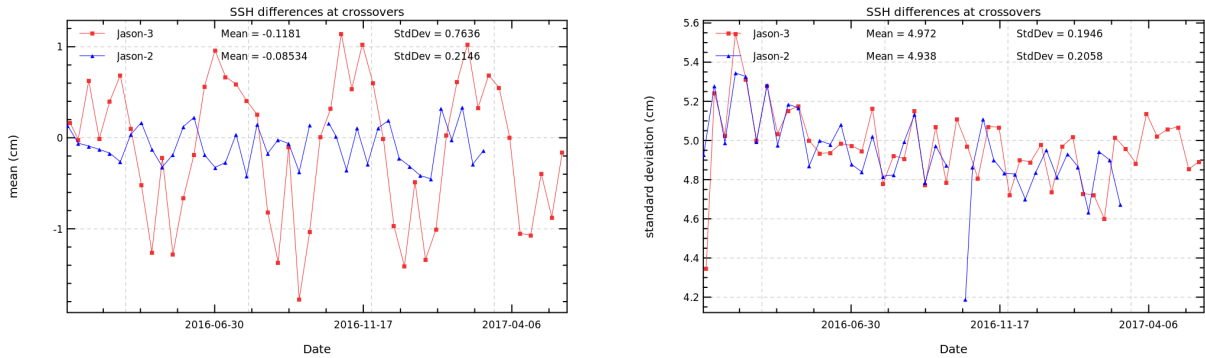 SSH differences at crossovers
Jason-3 Mean = -0.1181 StdDev = 0.7636
Jason-2 Mean = -0.08534 StdDev = 0.2146
mean (cm)
1
0
-1
2016-06-30 2016-11-17 2017-04-06
Date
SSH differences at crossovers
Jason-3 Mean = 4.972 StdDev = 0.1946
Jason-2 Mean = 4.938 StdDev = 0.2058
standard deviation (cm)
5.6
5.4
5.2
5.0
4.8
4.6
4.4
4.2
2016-06-30 2016-11-17 2017-04-06
Date